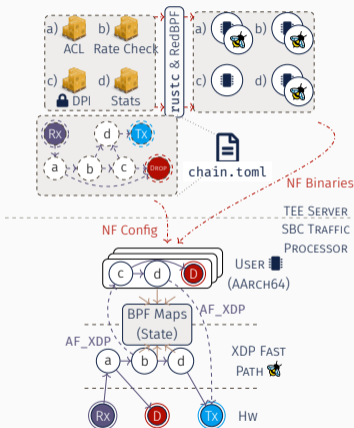 a) b)
ACL Rate Check
c) d)
DPI Stats
rustc & RedBPF
a) b)
c) d)
Rx d Tx
a b c DROP
chain.toml
NF Binaries
TEE Server
NF Config
SBC Traffic
Processor
c d D
User
(AArch64)
BPF Maps
(State)
AF_XDP
AF_XDP
a b d
XDP Fast
Path
Rx D Tx Hw